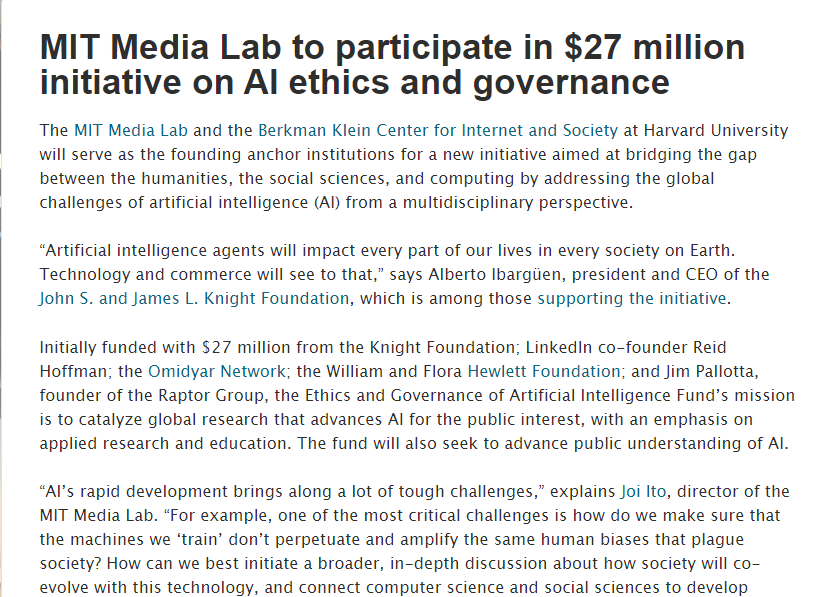 MIT Media Lab to participate in $27 million
initiative on AI ethics and governance
The MIT Media Lab and the Berkman Klein Center for Internet and Society at Harvard University
will serve as the founding anchor institutions for a new initiative aimed at bridging the gap
between the humanities, the social sciences, and computing by addressing the global
challenges of artificial intelligence (AI) from a multidisciplinary perspective.
“Artificial intelligence agents will impact every part of our lives in every society on Earth.
Technology and commerce will see to that,” says Alberto Ibargüen, president and CEO of the
John S. and James L. Knight Foundation, which is among those supporting the initiative.
Initially funded with $27 million from the Knight Foundation; LinkedIn co-founder Reid
Hoffman; the Omidyar Network; the William and Flora Hewlett Foundation; and Jim Pallotta,
founder of the Raptor Group, the Ethics and Governance of Artificial Intelligence Fund’s mission
is to catalyze global research that advances AI for the public interest, with an emphasis on
applied research and education. The fund will also seek to advance public understanding of AI.
“AI’s rapid development brings along a lot of tough challenges,” explains Joi Ito, director of the
MIT Media Lab. “For example, one of the most critical challenges is how do we make sure that
the machines we ‘train’ don’t perpetuate and amplify the same human biases that plague
society? How can we best initiate a broader, in-depth discussion about how society will co-
evolve with this technology, and connect computer science and social sciences to develop